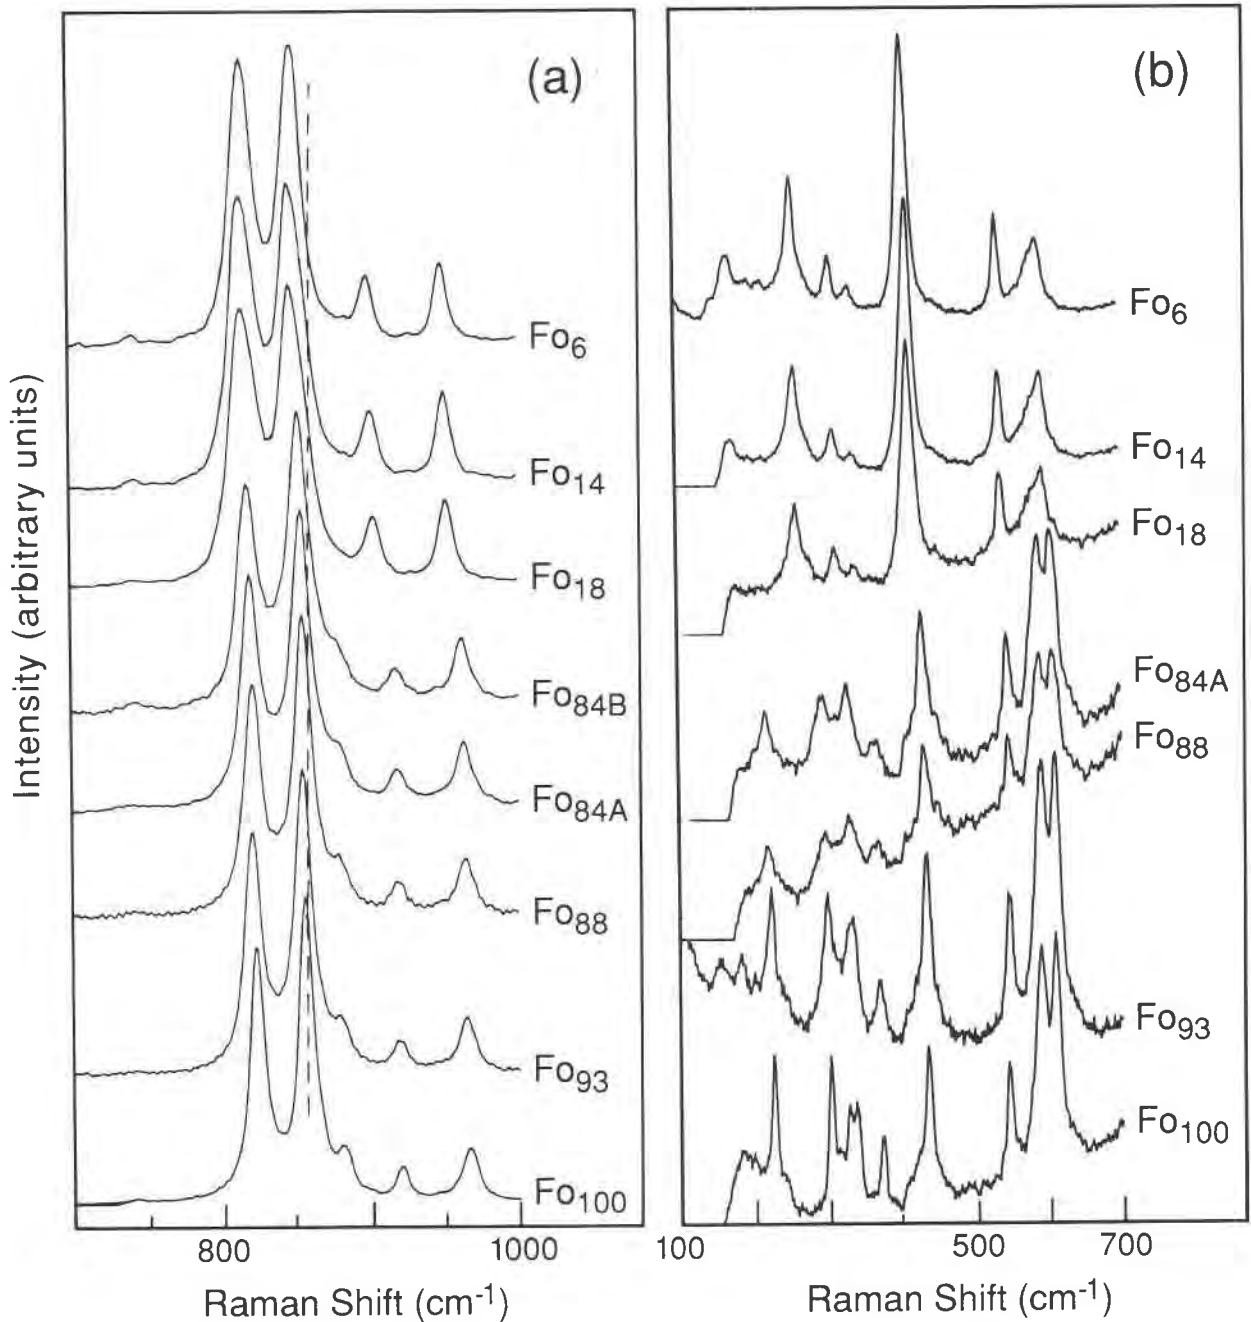 (a)
Fo6
Fo14
Fo18
Fo84B
Fo84A
Fo88
Fo93
Fo100
Intensity (arbitrary units)
800
1000
Raman Shift (cm-1)
(b)
Fo6
Fo14
Fo18
Fo84A
Fo88
Fo93
Fo100
100
500
700
Raman Shift (cm-1)